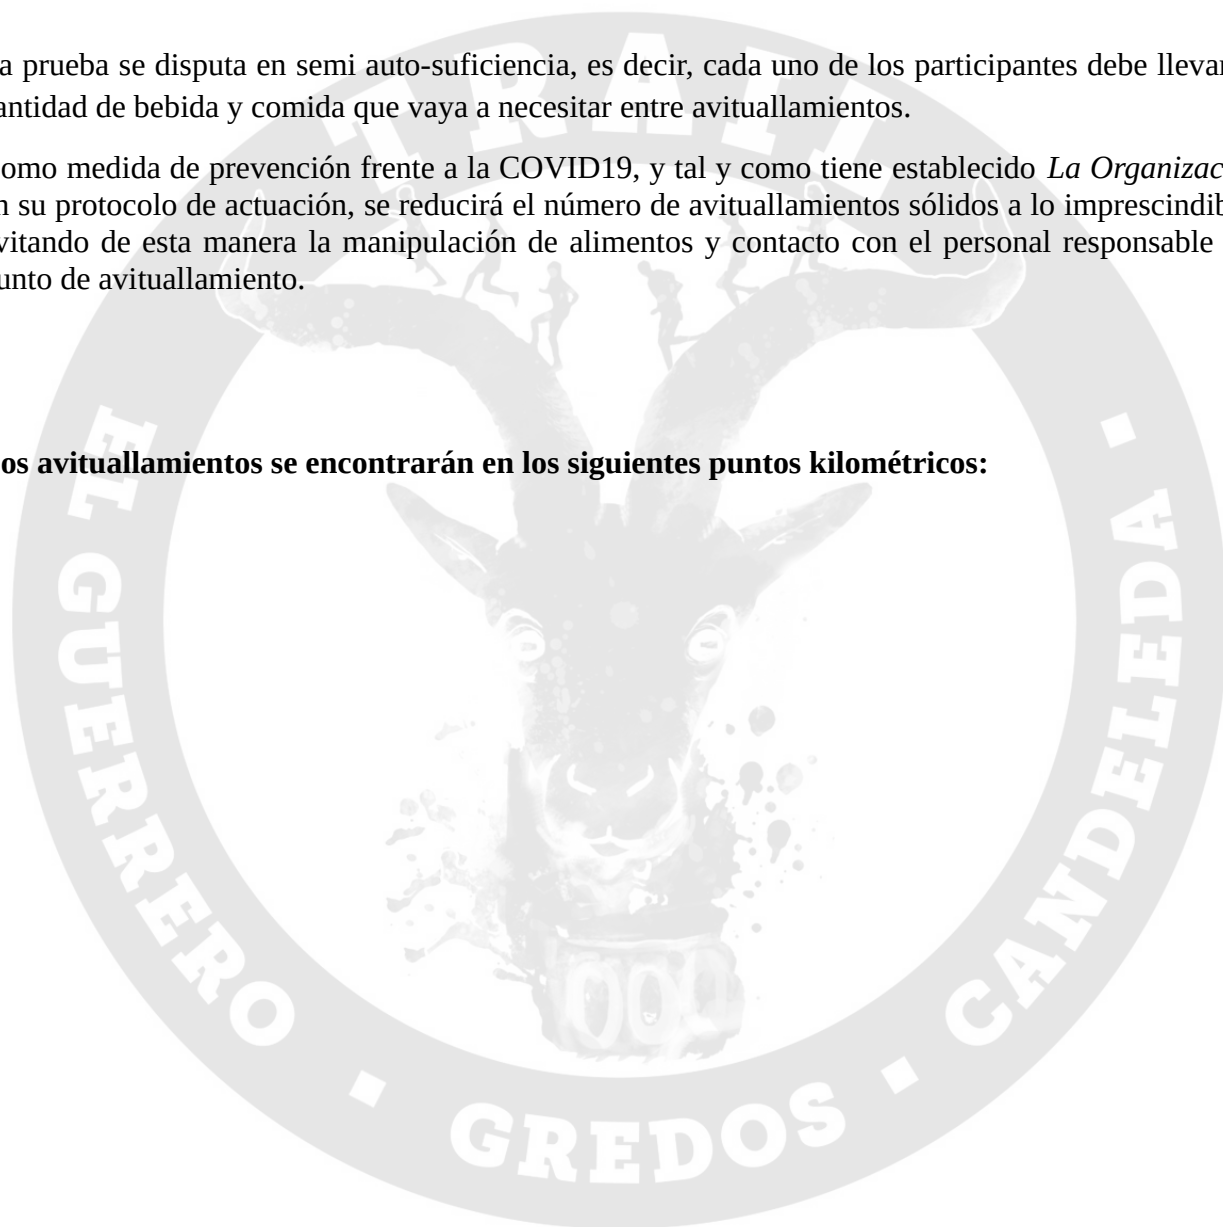 a prueba se disputa en semi auto-suficiencia, es decir, cada uno de los participantes debe llevar
antidad de bebida y comida que vaya a necesitar entre avituallamientos.
omo medida de prevención frente a la COVID19, y tal y como tiene establecido La Organizac
n su protocolo de actuación, se reducirá el número de avituallamientos sólidos a lo imprescindib
vitando de esta manera la manipulación de alimentos y contacto con el personal responsable
unto de avituallamiento.
os avituallamientos se encontrarán en los siguientes puntos kilométricos:
TRAIL
EL GUERRERO
GREDOS
CANDELEDA